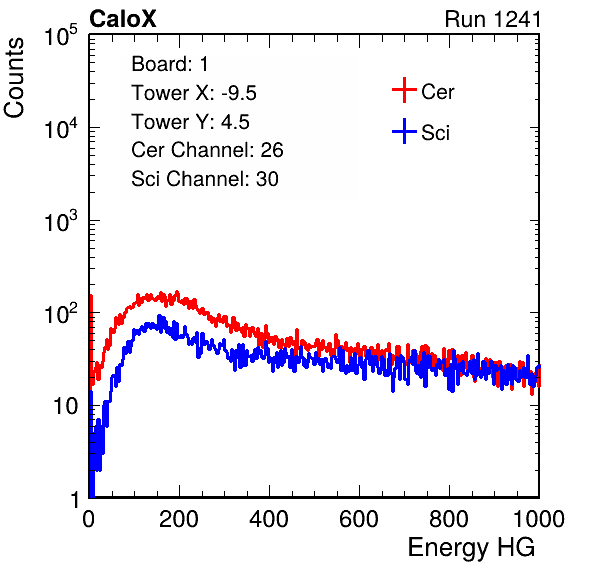 CaloX Run 1241
Counts
10^5
10^4
10^3
10^2
10
1
Board: 1
Tower X: -9.5
Tower Y: 4.5
Cer Channel: 26
Sci Channel: 30
Cer
Sci
0 200 400 600 800 1000
Energy HG